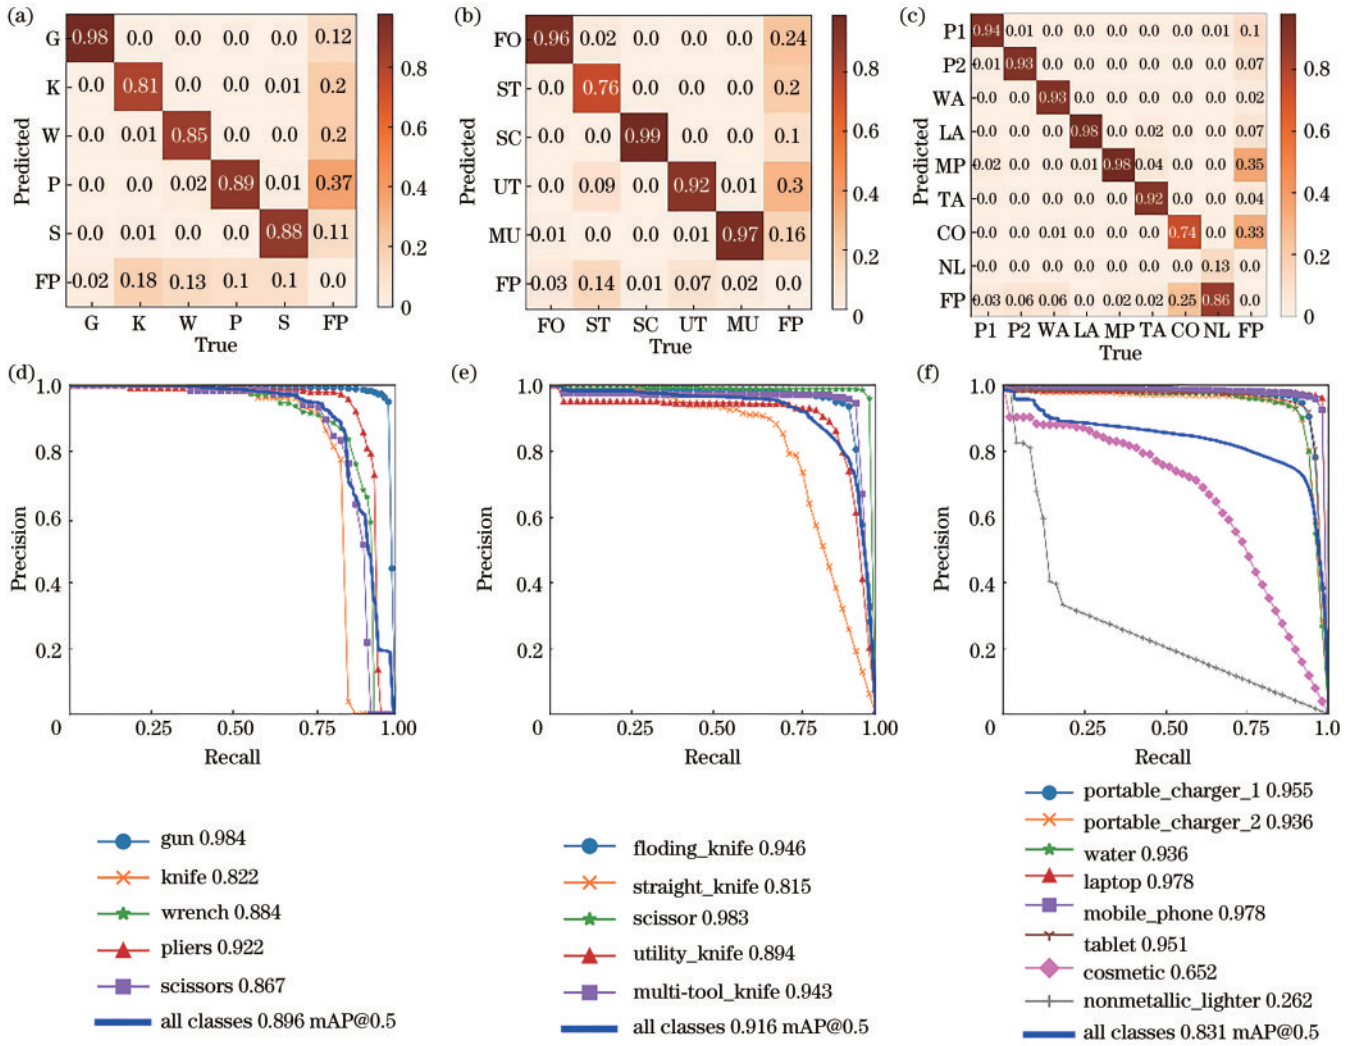 (a)
Predicted
G 0.98 0.0 0.0 0.0 0.0 0.12
K 0.0 0.81 0.0 0.0 0.01 0.2
W 0.0 0.01 0.85 0.0 0.0 0.2
P 0.0 0.0 0.02 0.89 0.01 0.37
S 0.0 0.01 0.0 0.0 0.88 0.11
FP 0.02 0.18 0.13 0.1 0.1 0.0
G K W P S FP
True
0.8
0.6
0.4
0.2
0
(b)
Predicted
FO 0.96 0.02 0.0 0.0 0.0 0.24
ST 0.0 0.76 0.0 0.0 0.0 0.2
SC 0.0 0.0 0.99 0.0 0.0 0.1
UT 0.0 0.09 0.0 0.92 0.01 0.3
MU 0.01 0.0 0.0 0.01 0.97 0.16
FP 0.03 0.14 0.01 0.07 0.02 0.0
FO ST SC UT MU FP
True
0.8
0.6
0.4
0.2
0
(c)
Predicted
P1 0.94 0.01 0.0 0.0 0.0 0.0 0.0 0.01 0.1
P2 0.01 0.93 0.0 0.0 0.0 0.0 0.0 0.0 0.07
WA 0.0 0.0 0.93 0.0 0.0 0.0 0.0 0.0 0.02
LA 0.0 0.0 0.0 0.98 0.0 0.02 0.0 0.0 0.07
MP 0.02 0.0 0.0 0.01 0.98 0.04 0.0 0.0 0.35
TA 0.0 0.0 0.0 0.0 0.0 0.92 0.0 0.0 0.04
CO 0.0 0.0 0.01 0.0 0.0 0.0 0.74 0.0 0.33
NL 0.0 0.0 0.0 0.0 0.0 0.0 0.0 0.13 0.0
FP 0.03 0.06 0.06 0.0 0.02 0.02 0.25 0.86 0.0
P1 P2 WA LA MP TA CO NL FP
True
0.8
0.6
0.4
0.2
0
(d)
Precision
1.0
0.8
0.6
0.4
0.2
0 0.25 0.50 0.75 1.00
Recall
(e)
Precision
1.0
0.8
0.6
0.4
0.2
0 0.25 0.50 0.75 1.00
Recall
(f)
Precision
1.0
0.8
0.6
0.4
0.2
0 0.25 0.50 0.75 1.0
Recall
gun 0.984
knife 0.822
wrench 0.884
pliers 0.922
scissors 0.867
all classes 0.896 mAP@0.5
floding_knife 0.946
straight_knife 0.815
scissor 0.983
utility_knife 0.894
multi-tool_knife 0.943
all classes 0.916 mAP@0.5
portable_charger_1 0.955
portable_charger_2 0.936
water 0.936
laptop 0.978
mobile_phone 0.978
tablet 0.951
cosmetic 0.652
nonmetallic_lighter 0.262
all classes 0.831 mAP@0.5